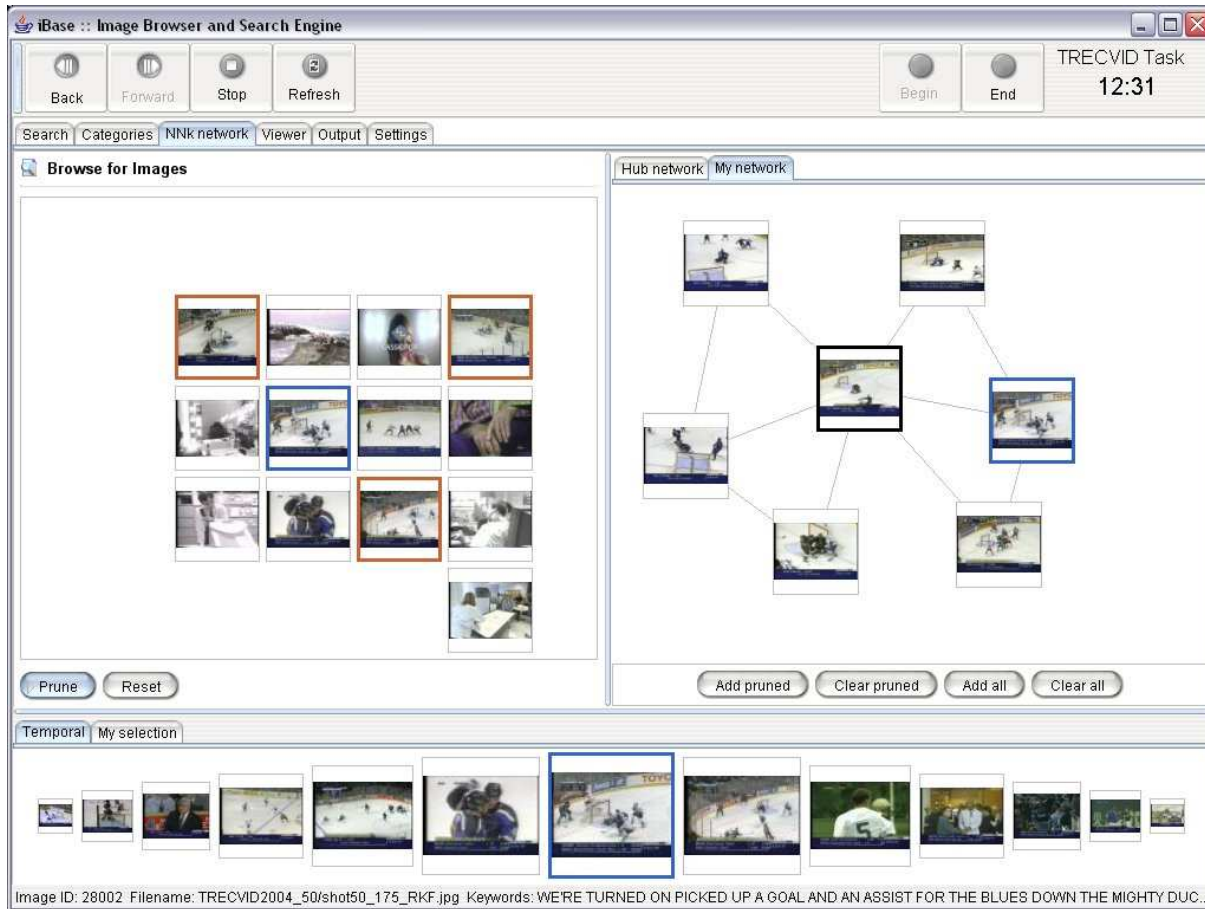 iBase :: Image Browser and Search Engine
Back
Forward
Stop
Refresh
Begin
End
TRECVID Task
12:31
Search
Categories
NNk network
Viewer
Output
Settings
Browse for Images
Hub network
My network
Prune
Reset
Add pruned
Clear pruned
Add all
Clear all
Temporal
My selection
TOYO
5
Image ID: 28002 Filename: TRECVID2004_50/shot50_175_RKF.jpg Keywords: WE'RE TURNED ON PICKED UP A GOAL AND AN ASSIST FOR THE BLUES DOWN THE MIGHTY DUC...